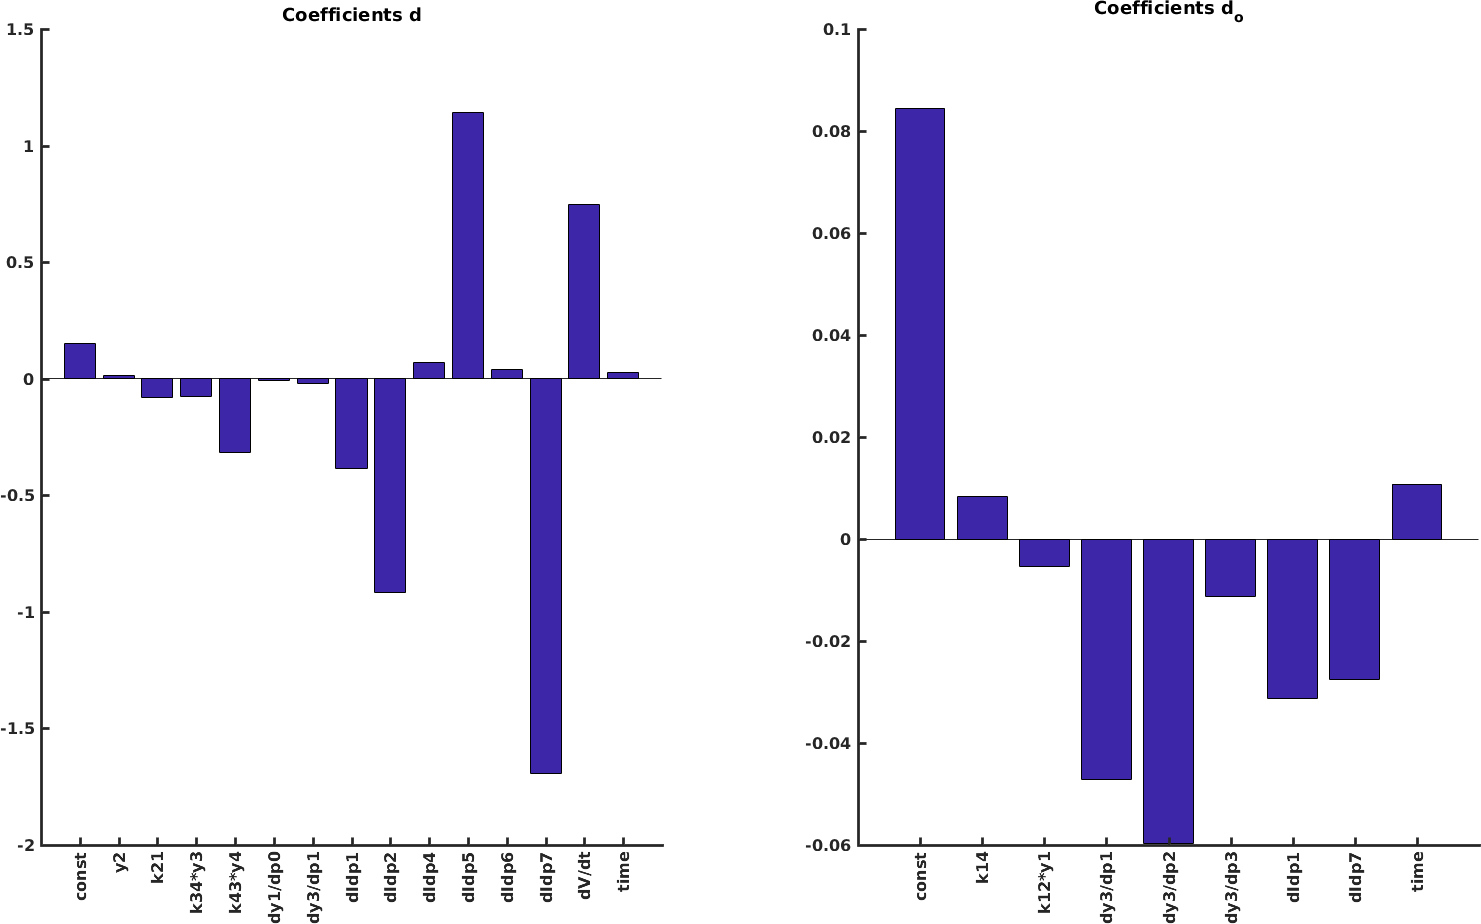 Coefficients d
1.5
1
0.5
0
-0.5
-1
-1.5
-2
const
y2
k21
k34*y3
k43*y4
dy1/dp0
dy3/dp1
dIdp1
dIdp2
dIdp4
dIdp5
dIdp6
dIdp7
dV/dt
time
Coefficients do
0.1
0.08
0.06
0.04
0.02
0
-0.02
-0.04
-0.06
const
k14
k12*y1
dy3/dp1
dy3/dp2
dy3/dp3
dIdp1
dIdp7
time